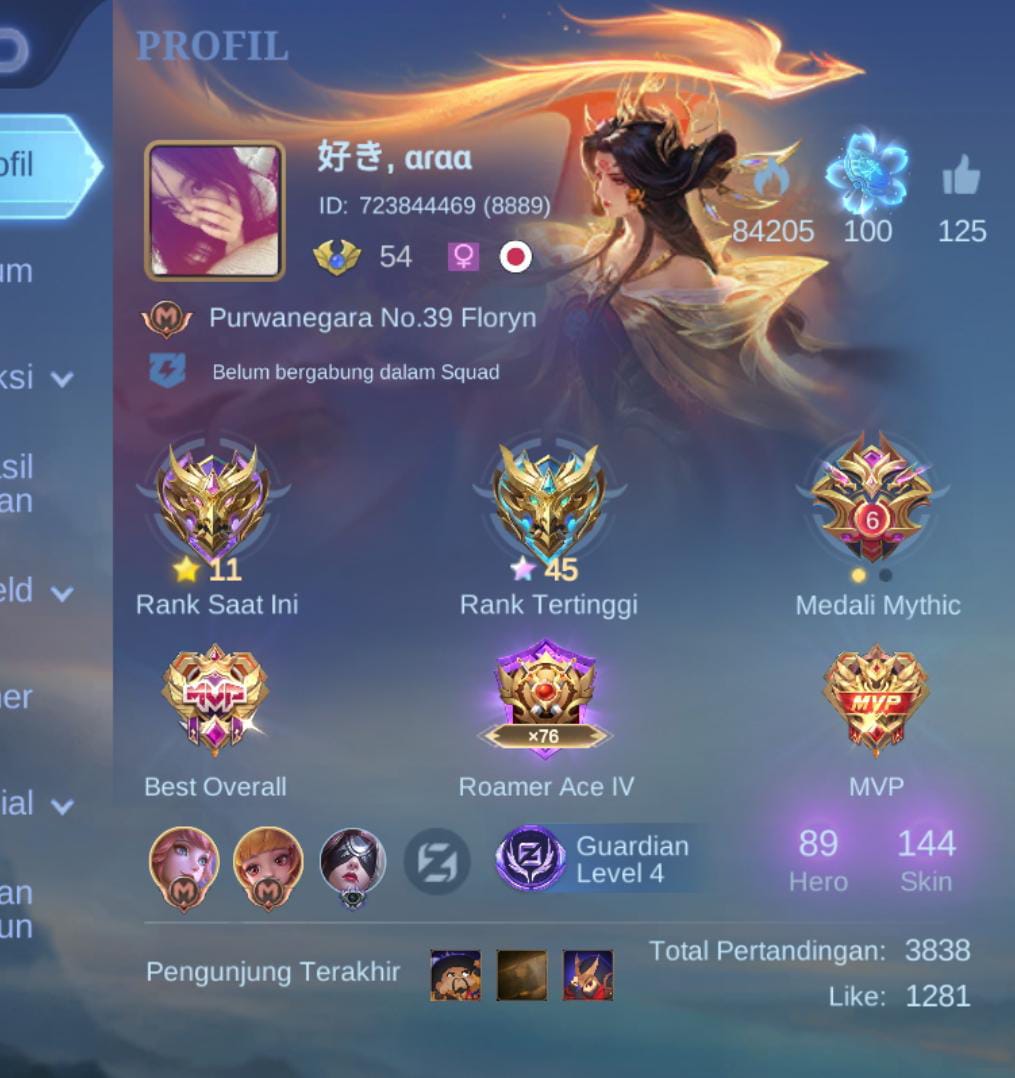 PROFIL
ofil
好き, araa
ID: 723844469 (8889)
84205
100
125
54
um
Purwanegara No.39 Floryn
ksi
Belum bergabung dalam Squad
sil
an
6
11
45
eld
Rank Saat Ini
Rank Tertinggi
Medali Mythic
MVP
×76
MVP
ner
Best Overall
Roamer Ace IV
MVP
ial
Guardian
Level 4
89
144
Hero
Skin
an
un
Pengunjung Terakhir
Total Pertandingan: 3838
Like: 1281